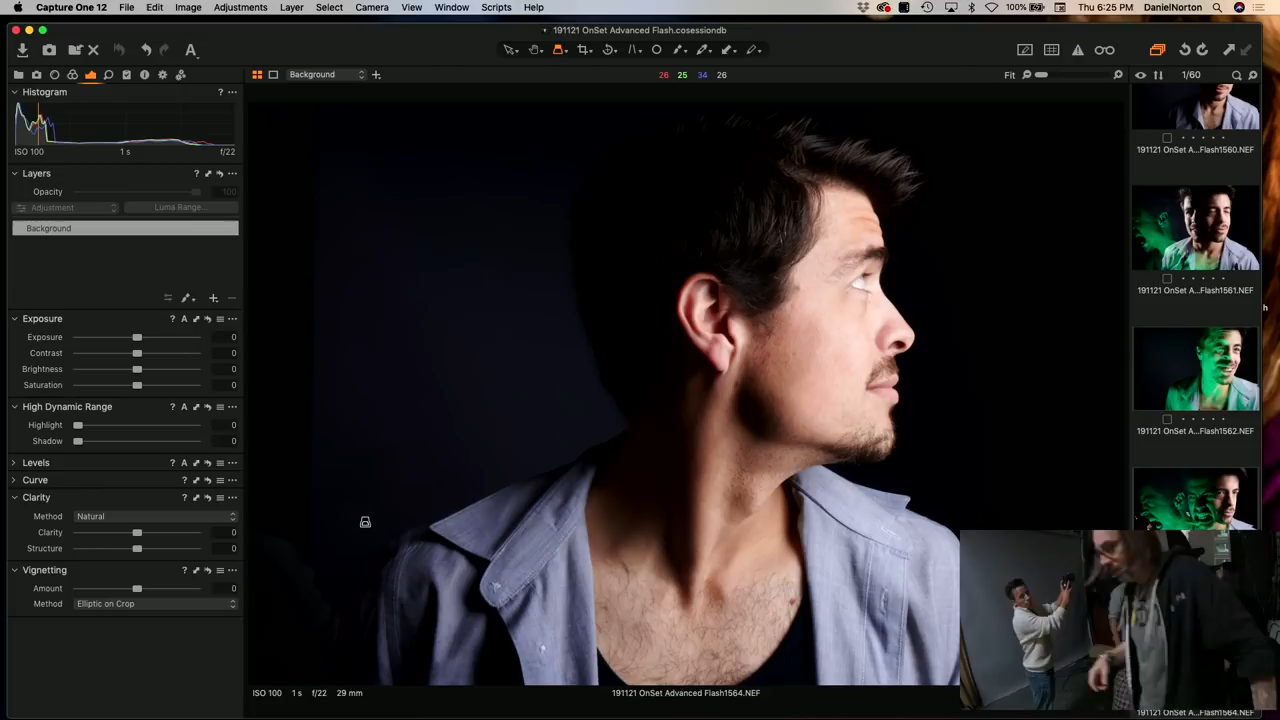 Capture One 12 File Edit Image Adjustments Layer Select Camera View Window Scripts Help 100% Thu 6:25 PM DanielNorton
191121 OnSet Advanced Flash.cosessiondb
A
Background 26 25 34 26 Fit 1/60
Histogram ?
ISO 100 1 s f/22
Layers ?
Opacity 100
Adjustment Luma Range...
Background
Exposure ? A
Exposure 0
Contrast 0
Brightness 0
Saturation 0
High Dynamic Range ? A
Highlight 0
Shadow 0
Levels ? A
Curve ? A
Clarity ?
Method Natural
Clarity 0
Structure 0
Vignetting ? A
Amount 0
Method Elliptic on Crop
ISO 100 1 s f/22 29 mm
191121 OnSet Advanced Flash1564.NEF
191121 OnSet A...Flash1560.NEF
191121 OnSet A...Flash1561.NEF
191121 OnSet A...Flash1562.NEF
191121 OnSet A...Flash1564.NEF